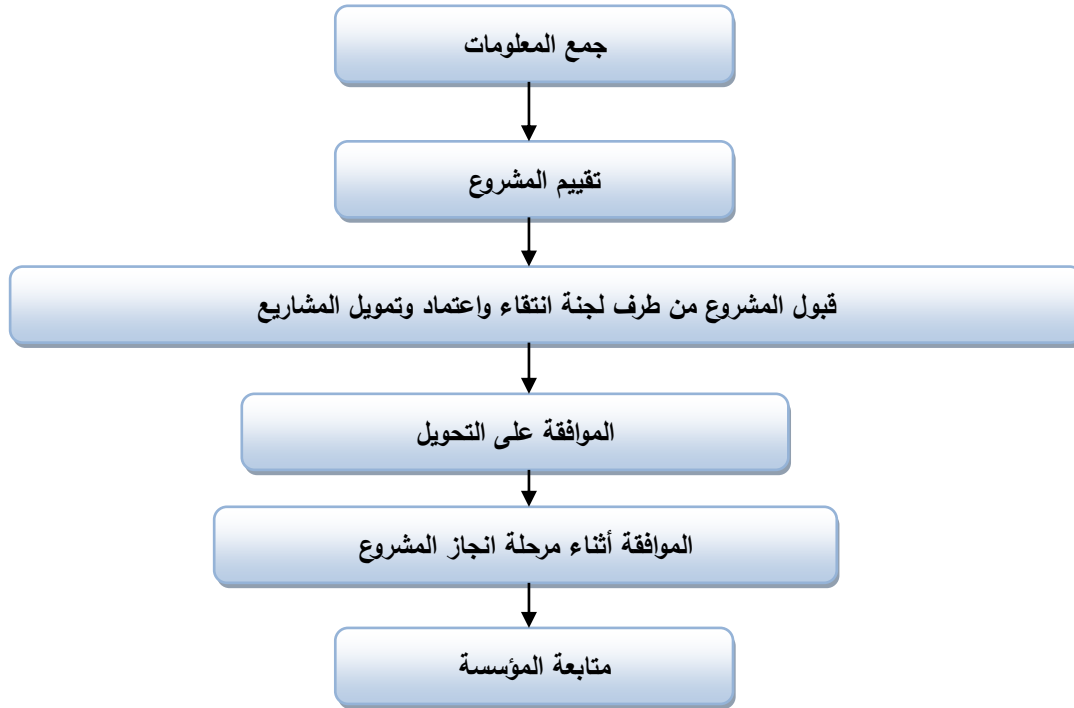 جمع المعلومات
تقييم المشروع
قبول المشروع من طرف لجنة انتقاء واعتماد وتمويل المشاريع
الموافقة على التحويل
الموافقة أثناء مرحلة انجاز المشروع
متابعة المؤسسة